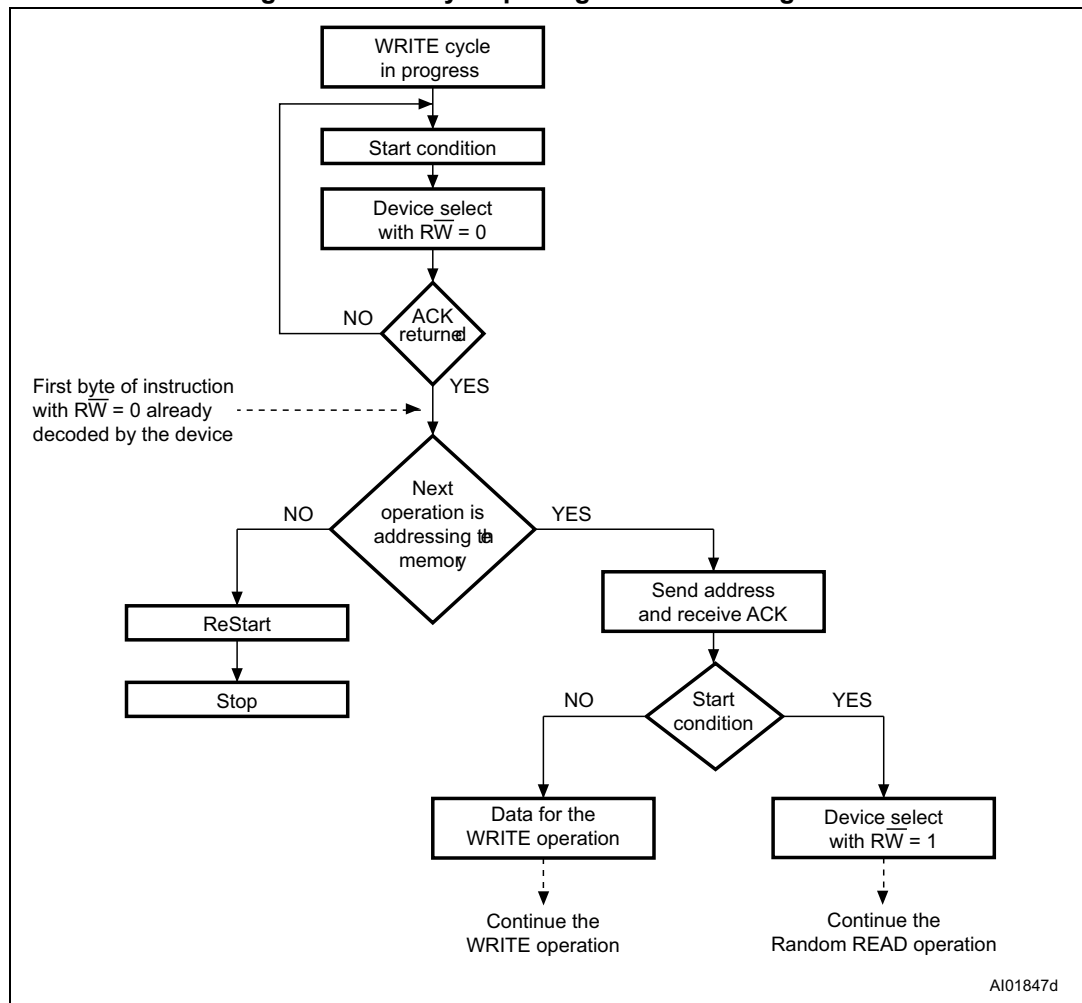 WRITE cycle
in progress
Start condition
Device select
with RW̅ = 0
NO
ACK
returned
YES
First byte of instruction
with RW̅ = 0 already
decoded by the device
NO
Next
operation is
addressing the
memory
YES
Send address
and receive ACK
ReStart
Stop
NO
Start
condition
YES
Data for the
WRITE operation
Device select
with RW̅ = 1
Continue the
WRITE operation
Continue the
Random READ operation
AI01847d